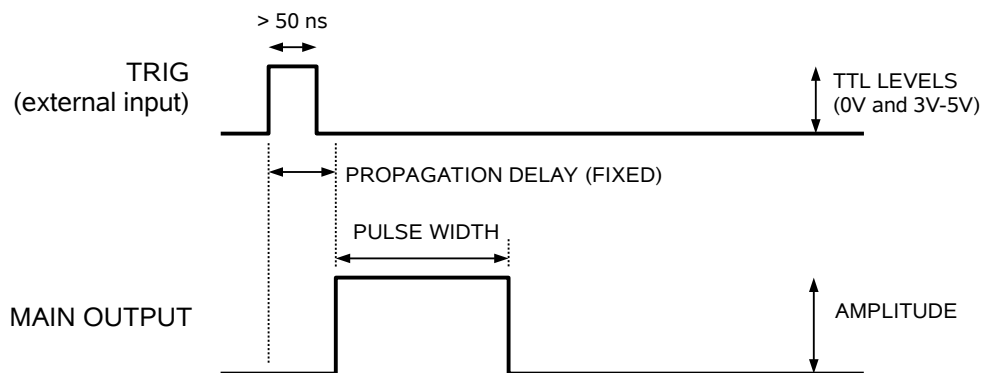 > 50 ns
TRIG
(external input)
TTL LEVELS
(0V and 3V-5V)
PROPAGATION DELAY (FIXED)
PULSE WIDTH
MAIN OUTPUT
AMPLITUDE